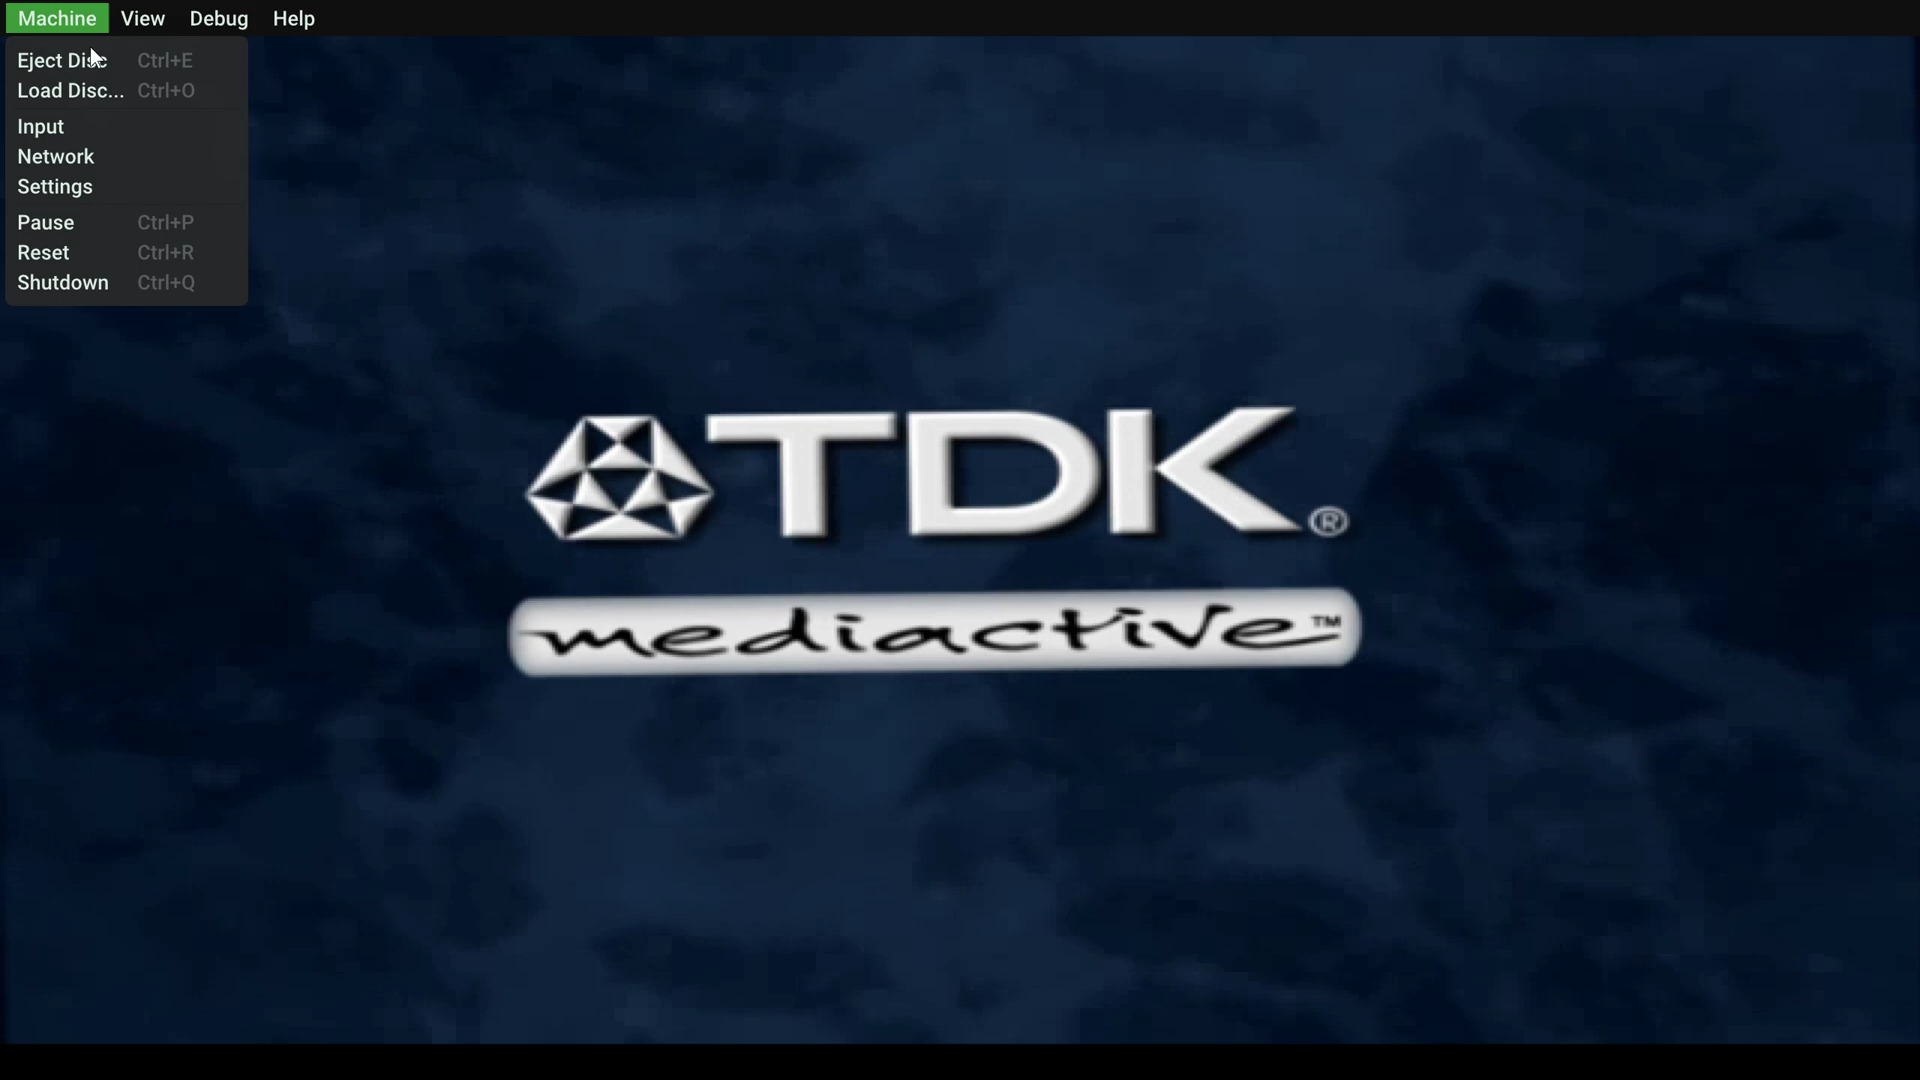 Machine View Debug Help
Eject Disc Ctrl+E
Load Disc... Ctrl+O
Input
Network
Settings
Pause Ctrl+P
Reset Ctrl+R
Shutdown Ctrl+Q
TDK®
mediactive™